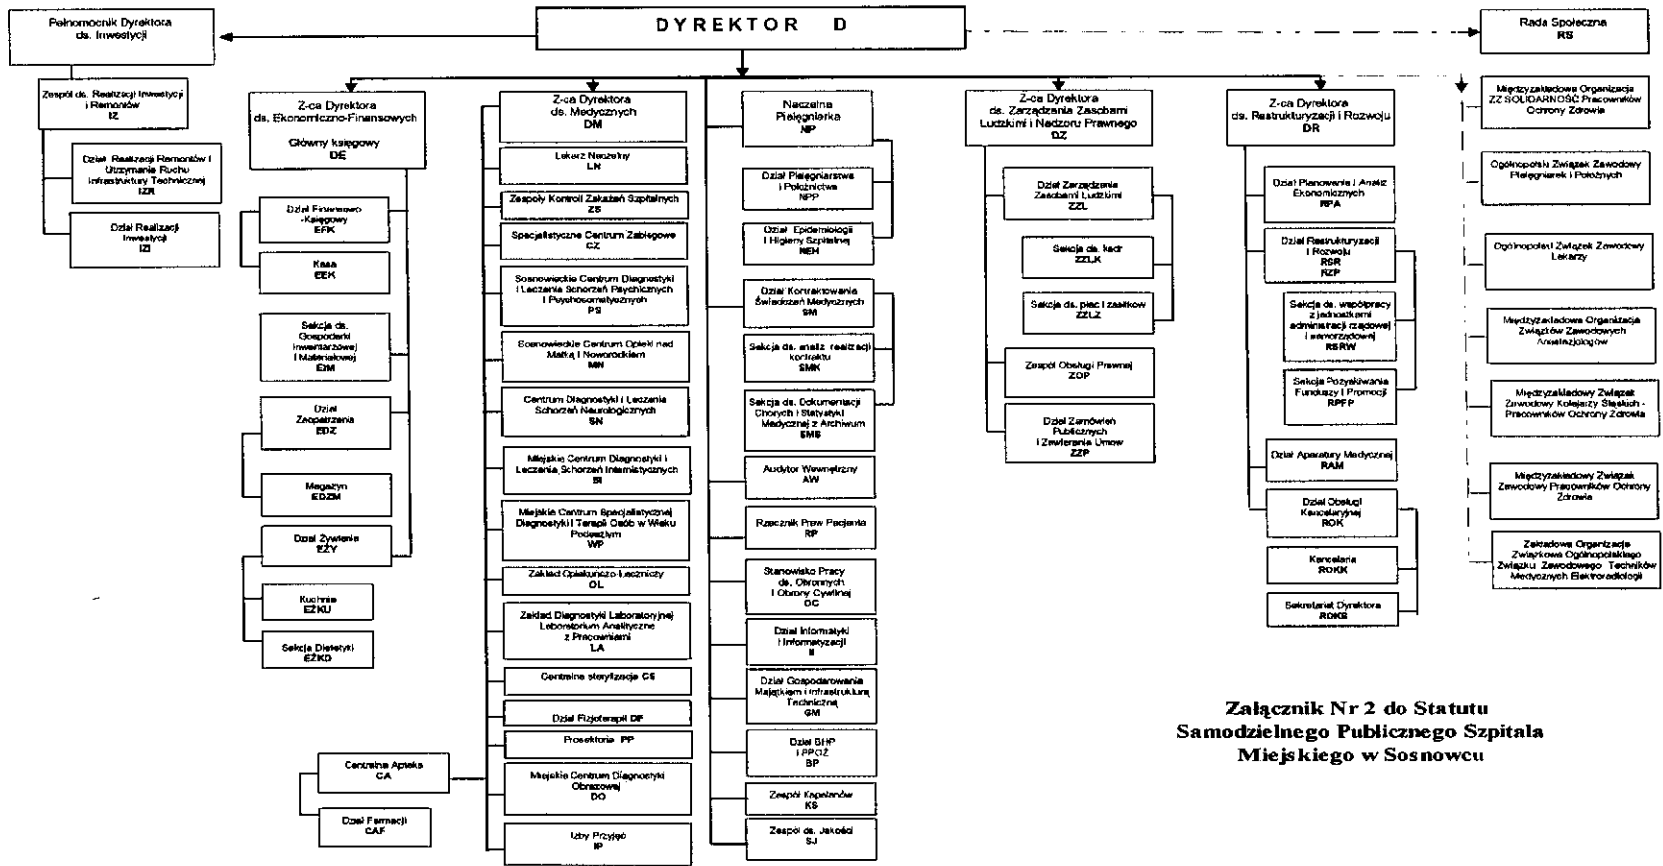 Pełnomocnik Dyrektora
ds. Inwestycji
DYREKTOR D
Rada Społeczna
RS
Zespół ds. Realizacji Inwestycji
i Remontów
IZ
Dział Realizacji Remontów i
Utrzymanie Ruchu
Infrastruktury Technicznej
IZR
Dział Realizacji
Inwestycji
IZI
Z-ca Dyrektora
ds. Ekonomiczno-Finansowych
Główny księgowy
DE
Dział Finansowo
-Księgowy
EFK
Kasa
EEK
Sekcja ds.
Gospodarki
Inwentarzowej
i Materiałowej
EIM
Dział
Zaopatrzenia
EDZ
Magazyn
EDZM
Dział Żywienia
EŻY
Kuchnia
EŻKU
Sekcja Dietetyki
EŻKD
Centralna Apteka
CA
Dział Farmacji
CAF
Z-ca Dyrektora
ds. Medycznych
DM
Lekarz Naczelny
LN
Zespoły Kontroli Zakażeń Szpitalnych
ZS
Specjalistyczne Centrum Zabiegowe
CZ
Sosnowieckie Centrum Diagnostyki
i Leczenia Schorzeń Psychicznych
i Psychosomatycznych
PS
Sosnowieckie Centrum Opieki nad
Matką i Noworodkiem
MN
Centrum Diagnostyki i Leczenia
Schorzeń Neurologicznych
SN
Miejskie Centrum Diagnostyki i
Leczenia Schorzeń Internistycznych
SI
Miejskie Centrum Specjalistycznej
Diagnostyki i Terapii Osób w Wieku
Podeszłym
WP
Zakład Opiekuńczo-Leczniczy
OL
Zakład Diagnostyki Laboratoryjnej
Laboratorium Analityczne
z Pracowniami
LA
Centralna sterylizacja CS
Dział Fizjoterapii DF
Prosektoria PP
Miejskie Centrum Diagnostyki
Obrazowej
DO
Izby Przyjęć
IP
Naczelna
Pielęgniarka
NP
Dział Pielęgniarstwa
i Położnictwa
NPP
Dział Epidemiologii
i Higieny Szpitalnej
NEH
Dział Kontraktowania
Świadczeń Medycznych
SM
Sekcja ds. analiz realizacji
kontraktu
SMK
Sekcja ds. Dokumentacji
Chorych i Statystyki
Medycznej z Archiwum
SMS
Audytor Wewnętrzny
AW
Rzecznik Praw Pacjenta
RP
Stanowisko Pracy
ds. Obronnych
i Obrony Cywilnej
OC
Dział Informatyki
i Informatyzacji
II
Dział Gospodarowania
Majątkiem i Infrastrukturą
Techniczną
GM
Dział BHP
i PPOŻ
BP
Zespół Kapelanów
KS
Zespół ds. Jakości
SJ
Z-ca Dyrektora
ds. Zarządzania Zasobami
Ludzkimi i Nadzoru Prawnego
DZ
Dział Zarządzania
Zasobami Ludzkimi
ZZL
Sekcja ds. kadr
ZZLK
Sekcja ds. płac i zasiłków
ZZLZ
Zespół Obsługi Prawnej
ZOP
Dział Zamówień
Publicznych
i Zawierania Umów
ZZP
Z-ca Dyrektora
ds. Restrukturyzacji i Rozwoju
DR
Dział Planowania i Analiz
Ekonomicznych
RPA
Dział Restrukturyzacji
i Rozwoju
RSR
RZP
Sekcja ds. współpracy
z jednostkami
administracji rządowej
i samorządowej
RSRW
Sekcja Pozyskiwania
Funduszy i Promocji
RPFP
Dział Aparatury Medycznej
RAM
Dział Obsługi
Kancelaryjnej
ROK
Kancelaria
ROKK
Sekretariat Dyrektora
ROKS
Międzyzakładowa Organizacja
ZZ SOLIDARNOŚĆ Pracowników
Ochrony Zdrowia
Ogólnopolski Związek Zawodowy
Pielęgniarek i Położnych
Ogólnopolski Związek Zawodowy
Lekarzy
Międzyzakładowa Organizacja
Związków Zawodowych
Anestezjologów
Międzyzakładowy Związek
Zawodowy Kolejarzy Śląskich -
Pracowników Ochrony Zdrowia
Międzyzakładowy Związek
Zawodowy Pracowników Ochrony
Zdrowia
Zakładowa Organizacja
Związkowa Ogólnopolskiego
Związku Zawodowego Techników
Medycznych Elektroradiologii
Załącznik Nr 2 do Statutu
Samodzielnego Publicznego Szpitala
Miejskiego w Sosnowcu